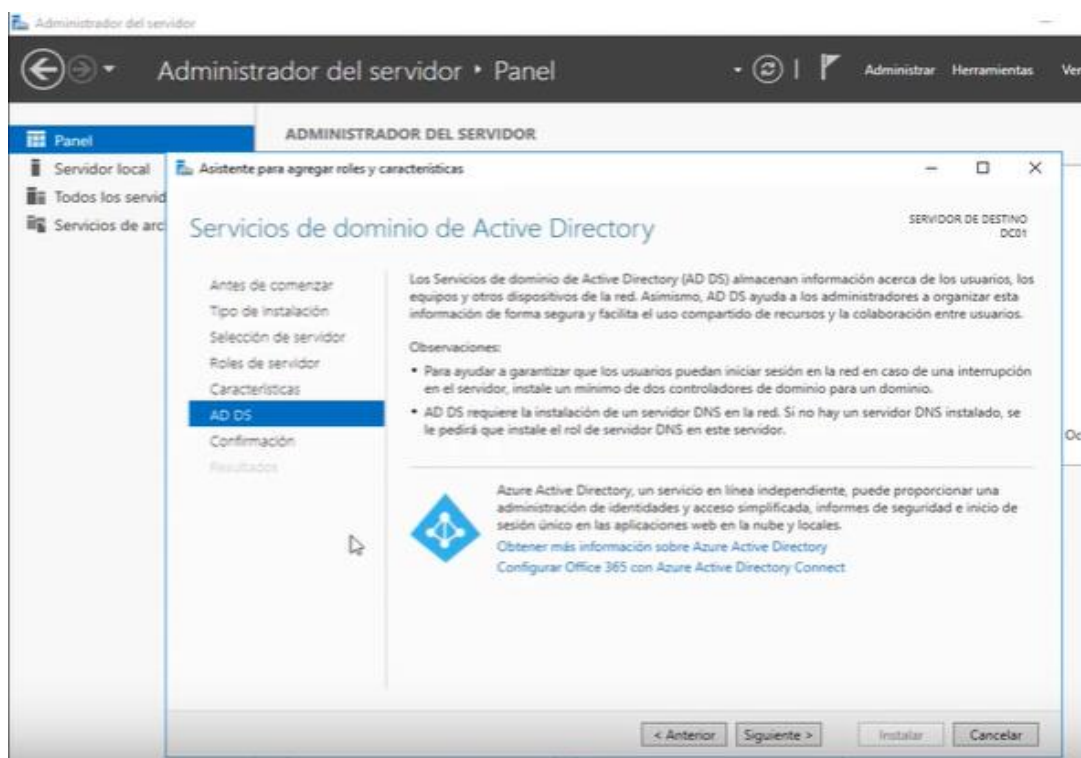 Administrador del servidor
Administrador del servidor • Panel
Administrar Herramientas Ver
Panel
Servidor local
Todos los servid
Servicios de arc
ADMINISTRADOR DEL SERVIDOR
Asistente para agregar roles y características
Servicios de dominio de Active Directory
SERVIDOR DE DESTINO
DC01
Antes de comenzar
Tipo de instalación
Selección de servidor
Roles de servidor
Características
AD DS
Confirmación
Resultados
Los Servicios de dominio de Active Directory (AD DS) almacenan información acerca de los usuarios, los
equipos y otros dispositivos de la red. Asimismo, AD DS ayuda a los administradores a organizar esta
información de forma segura y facilita el uso compartido de recursos y la colaboración entre usuarios.
Observaciones:
• Para ayudar a garantizar que los usuarios puedan iniciar sesión en la red en caso de una interrupción
en el servidor, instale un mínimo de dos controladores de dominio para un dominio.
• AD DS requiere la instalación de un servidor DNS en la red. Si no hay un servidor DNS instalado, se
le pedirá que instale el rol de servidor DNS en este servidor.
Azure Active Directory, un servicio en línea independiente, puede proporcionar una
administración de identidades y acceso simplificada, informes de seguridad e inicio de
sesión único en las aplicaciones web en la nube y locales.
Obtener más información sobre Azure Active Directory
Configurar Office 365 con Azure Active Directory Connect
Oc
< Anterior Siguiente > Instalar Cancelar